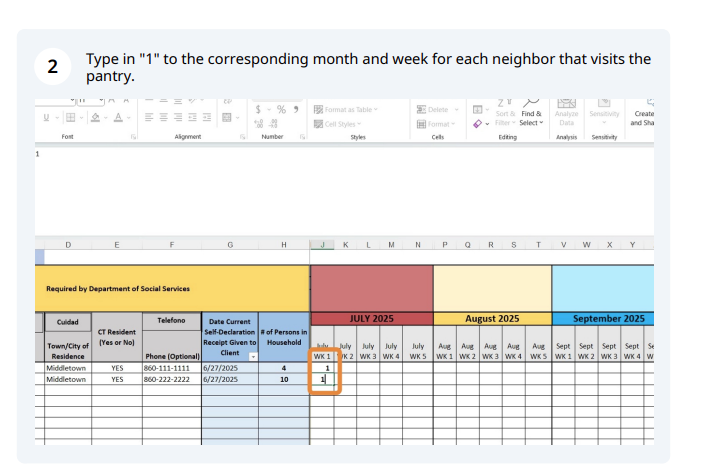 2
Type in "1" to the corresponding month and week for each neighbor that visits the
pantry.
$ % 9
Format as Table
Cell Styles
Delete
Format
Sort & Find &
Filter Select
Analyze
Data
Sensitivity
Create
and Sha
Font Alignment Number Styles Cells Editing Analysis Sensitivity
1
D E F G H J K L M N P Q R S T V W X Y
Required by Department of Social Services
JULY 2025 August 2025 September 2025
Cuidad Telefono
Town/City of
Residence
CT Resident
(Yes or No)
Phone (Optional)
Date Current
Self-Declaration
Receipt Given to
Client
# of Persons in
Household
July July July July July Aug Aug Aug Aug Aug Sept Sept Sept Sept Se
WK 1 WK 2 WK 3 WK 4 WK 5 WK 1 WK 2 WK 3 WK 4 WK 5 WK 1 WK 2 WK 3 WK 4 W
Middletown YES 860-111-1111 6/27/2025 4 1
Middletown YES 860-222-2222 6/27/2025 10 1